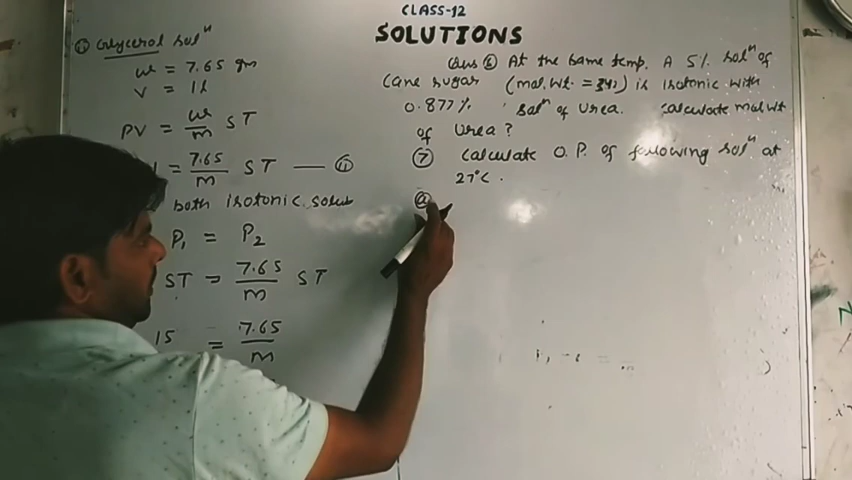 CLASS-12
SOLUTIONS
① Glycerol solⁿ
w = 7.65 gm
V = 1l
PV = w/m ST
= 7.65/m ST — ①
both isotonic solut
P₁ = P₂
ST = 7.65/m ST
15 = 7.65/m
Ques ⑥ At the same temp. A 5% solⁿ of
cane sugar (mol. wt. = 342) is isotonic with
0.877% solⁿ of Urea. calculate mol wt
of Urea?
⑦ Calculate O.P. of following solⁿ at
27°C.
ⓐ